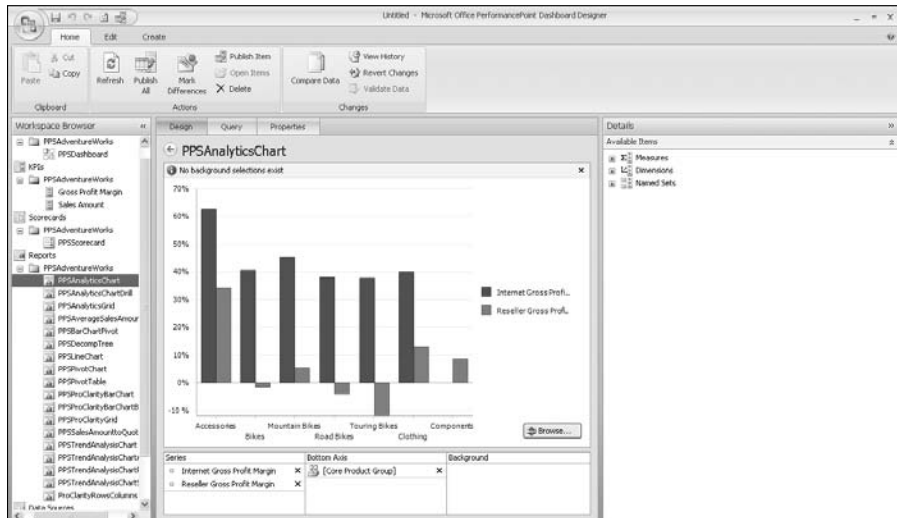 Untitled - Microsoft Office PerformancePoint Dashboard Designer
Home Edit Create
Paste
Cut
Copy
Clipboard
Refresh
Publish All
Mark Differences
Publish Item
Open Items
Delete
Actions
Compare Data
View History
Revert Changes
Validate Data
Changes
Workspace Browser
PPSAdventureWorks
PPSDashboard
KPIs
PPSAdventureWorks
Gross Profit Margin
Sales Amount
Scorecards
PPSAdventureWorks
PPSScorecard
Reports
PPSAdventureWorks
PPSAnalyticsChart
PPSAnalyticsChartDrill
PPSAnalyticsGrid
PPSAverageSalesAmour
PPSBarChartPivot
PPSDecompTree
PPSLineChart
PPSPivotChart
PPSPivotTable
PPSProClarityBarChart
PPSProClarityBarChartB
PPSProClarityGrid
PPSSalesAmounttoQuot
PPSTrendAnalysisChart
PPSTrendAnalysisChart
PPSTrendAnalysisChart
PPSTrendAnalysisChart
ProClarityRowsColumns
Data Sources
Design Query Properties
PPSAnalyticsChart
No background selections exist
70%
60%
50%
40%
30%
20%
10%
0%
-10 %
Accessories Mountain Bikes Touring Bikes Components
Bikes Road Bikes Clothing
Internet Gross Profi...
Reseller Gross Profi...
Browse...
Series Bottom Axis Background
Internet Gross Profit Margin [Core Product Group]
Reseller Gross Profit Margin
Details
Available Items
Measures
Dimensions
Named Sets